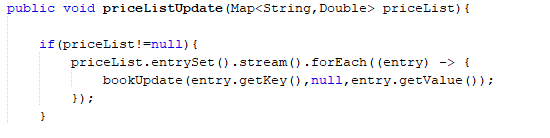 public void priceListUpdate(Map<String,Double> priceList){
if(priceList!=null){
priceList.entrySet().stream().forEach((entry) -> {
bookUpdate(entry.getKey(),null,entry.getValue());
});
}